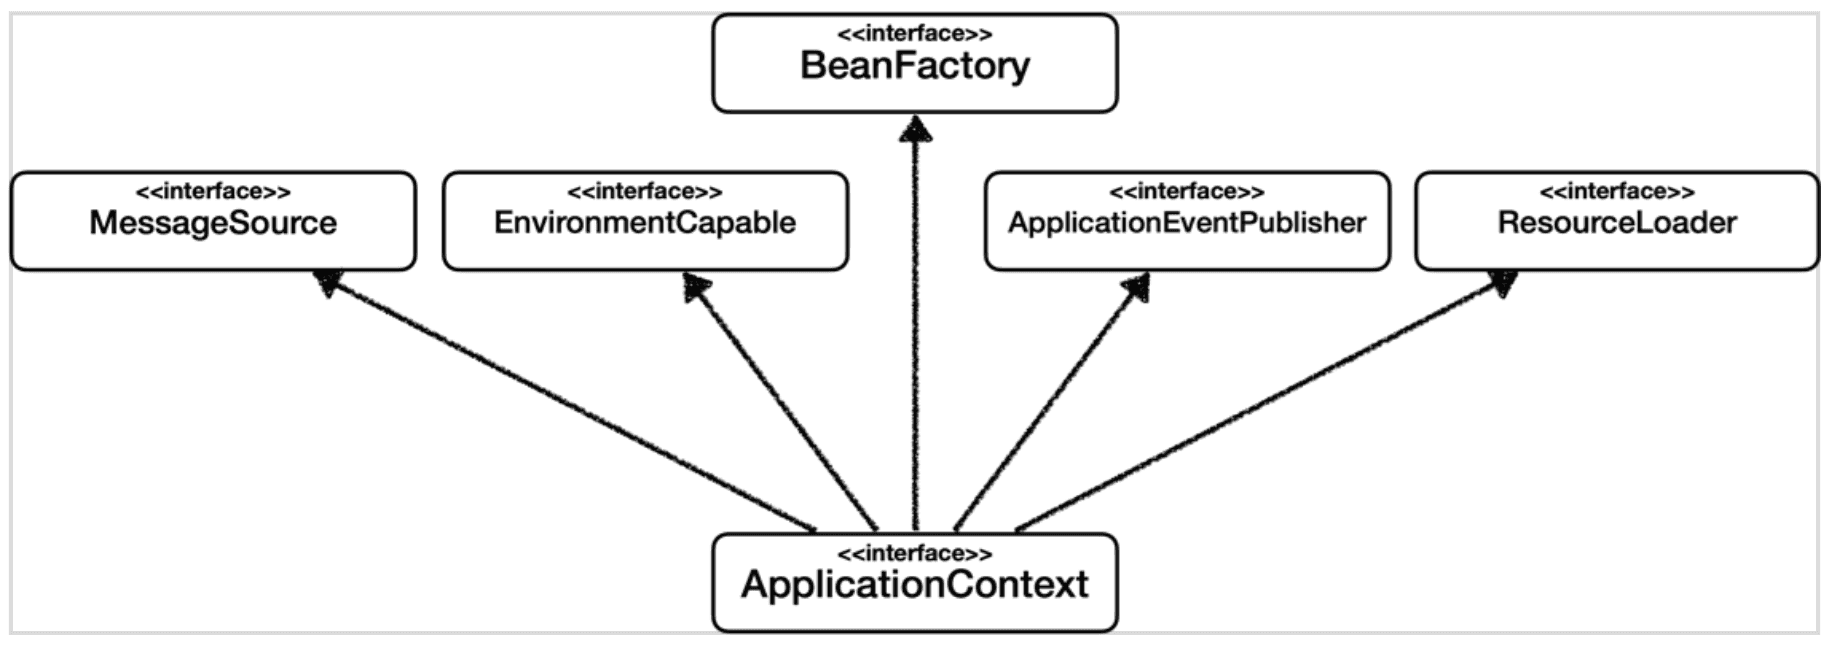 <<interface>>
BeanFactory
<<interface>>
MessageSource
<<interface>>
EnvironmentCapable
<<interface>>
ApplicationEventPublisher
<<interface>>
ResourceLoader
<<interface>>
ApplicationContext